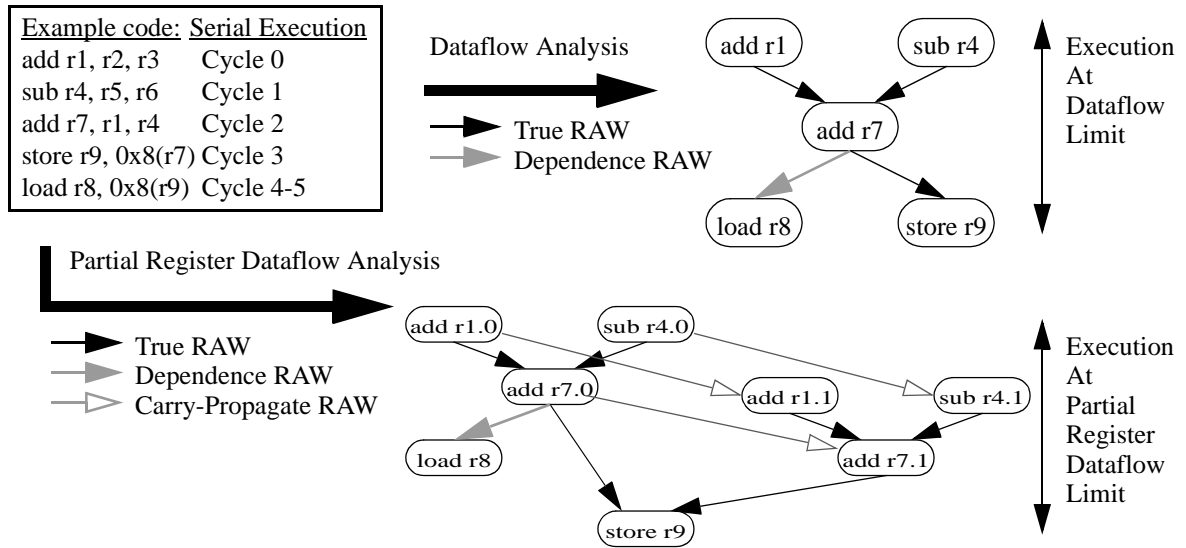 Example code: Serial Execution
add r1, r2, r3 Cycle 0
sub r4, r5, r6 Cycle 1
add r7, r1, r4 Cycle 2
store r9, 0x8(r7) Cycle 3
load r8, 0x8(r9) Cycle 4-5
Dataflow Analysis
True RAW
Dependence RAW
add r1
sub r4
add r7
load r8
store r9
Execution
At
Dataflow
Limit
Partial Register Dataflow Analysis
True RAW
Dependence RAW
Carry-Propagate RAW
add r1.0
sub r4.0
add r7.0
add r1.1
sub r4.1
load r8
add r7.1
store r9
Execution
At
Partial
Register
Dataflow
Limit